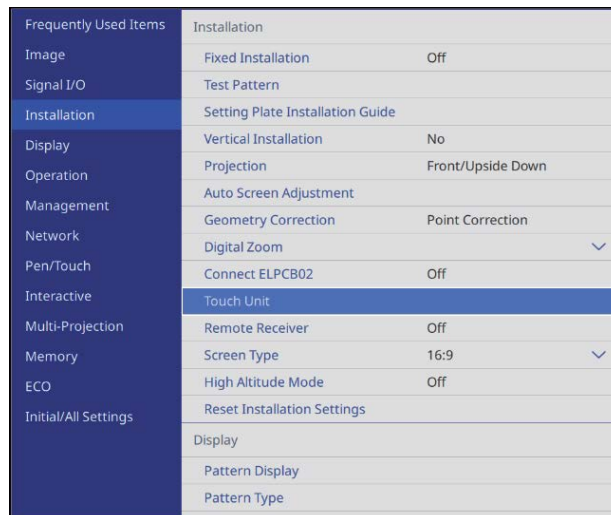 Frequently Used Items
Image
Signal I/O
Installation
Display
Operation
Management
Network
Pen/Touch
Interactive
Multi-Projection
Memory
ECO
Initial/All Settings
Installation
Fixed Installation Off
Test Pattern
Setting Plate Installation Guide
Vertical Installation No
Projection Front/Upside Down
Auto Screen Adjustment
Geometry Correction Point Correction
Digital Zoom
Connect ELPCB02 Off
Touch Unit
Remote Receiver Off
Screen Type 16:9
High Altitude Mode Off
Reset Installation Settings
Display
Pattern Display
Pattern Type